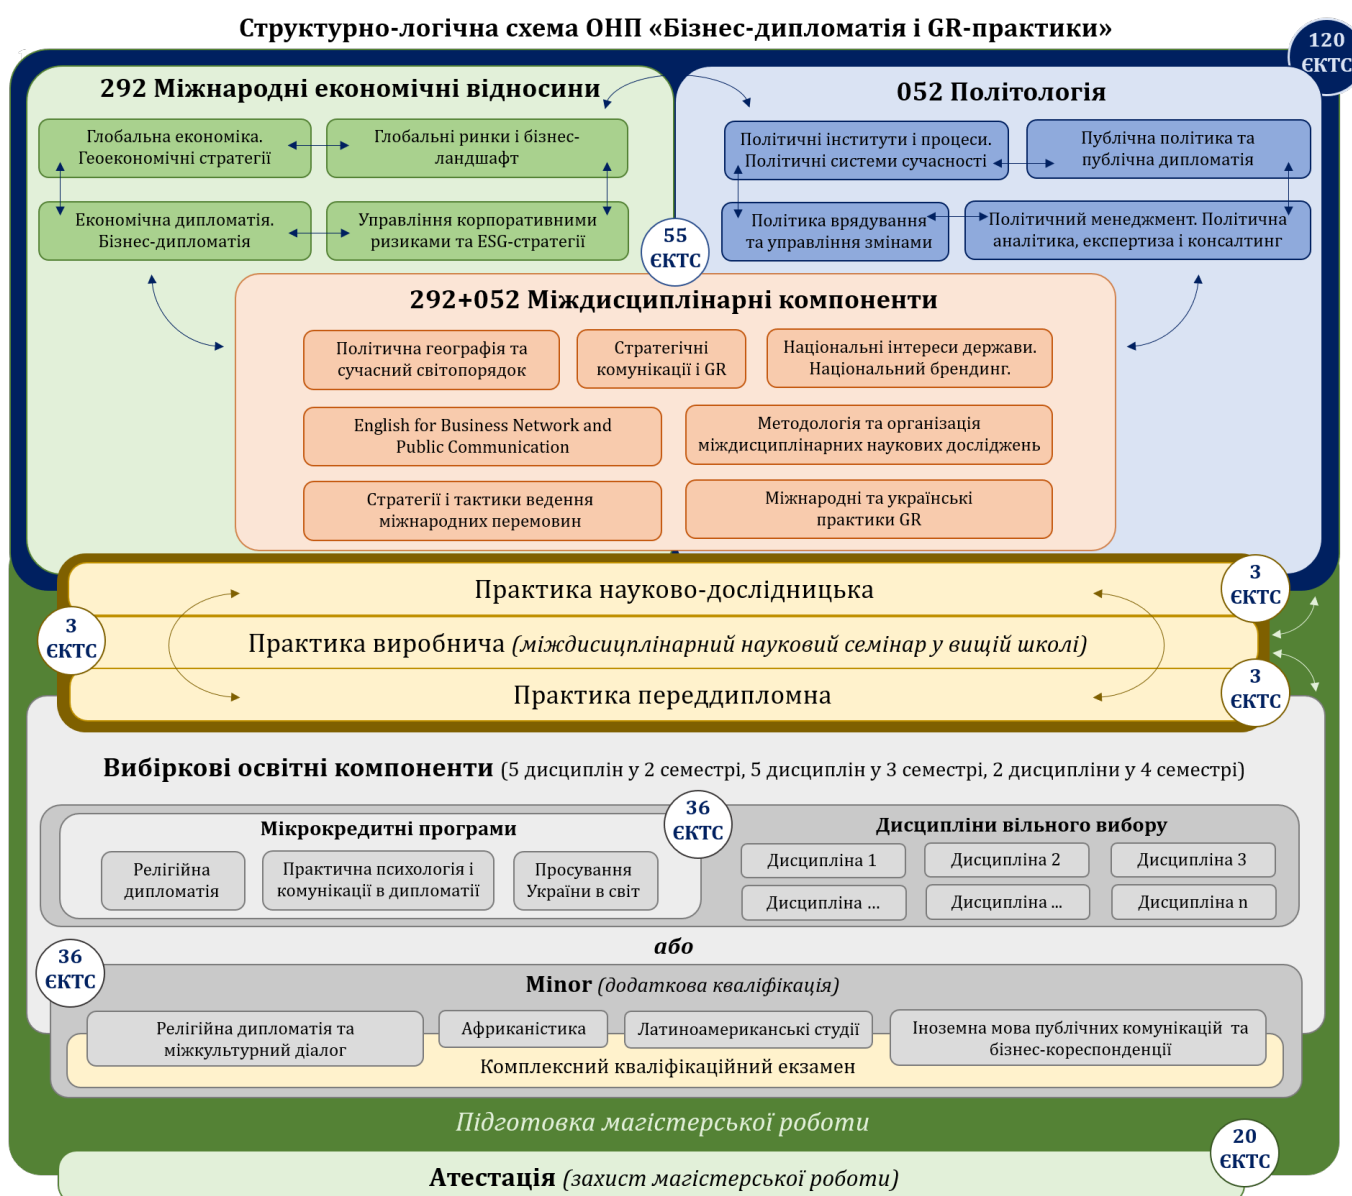 Структурно-логічна схема ОНП «Бізнес-дипломатія і GR-практики»
120
ЄКТС
292 Міжнародні економічні відносини
Глобальна економіка.
Геоекономічні стратегії
Глобальні ринки і бізнес-
ландшафт
Економічна дипломатія.
Бізнес-дипломатія
Управління корпоративними
ризиками та ESG-стратегії
052 Політологія
Політичні інститути і процеси.
Політичні системи сучасності
Публічна політика та
публічна дипломатія
Політика врядування
та управління змінами
Політичний менеджмент. Політична
аналітика, експертиза і консалтинг
55
ЄКТС
292+052 Міждисциплінарні компоненти
Політична географія та
сучасний світопорядок
Стратегічні
комунікації і GR
Національні інтереси держави.
Національний брендинг.
English for Business Network and
Public Communication
Методологія та організація
міждисциплінарних наукових досліджень
Стратегії і тактики ведення
міжнародних перемовин
Міжнародні та українські
практики GR
Практика науково-дослідницька
3
ЄКТС
3
ЄКТС
Практика виробнича (міждисицплінарний науковий семінар у вищій школі)
Практика переддипломна
3
ЄКТС
Вибіркові освітні компоненти (5 дисциплін у 2 семестрі, 5 дисциплін у 3 семестрі, 2 дисципліни у 4 семестрі)
36
ЄКТС
Мікрокредитні програми
Релігійна
дипломатія
Практична психологія і
комунікації в дипломатії
Просування
України в світ
Дисципліни вільного вибору
Дисципліна 1
Дисципліна 2
Дисципліна 3
Дисципліна ...
Дисципліна ...
Дисципліна n
або
36
ЄКТС
Minor (додаткова кваліфікація)
Релігійна дипломатія та
міжкультурний діалог
Африканістика
Латиноамериканські студії
Іноземна мова публічних комунікацій та
бізнес-кореспонденції
Комплексний кваліфікаційний екзамен
Підготовка магістерської роботи
20
ЄКТС
Атестація (захист магістерської роботи)